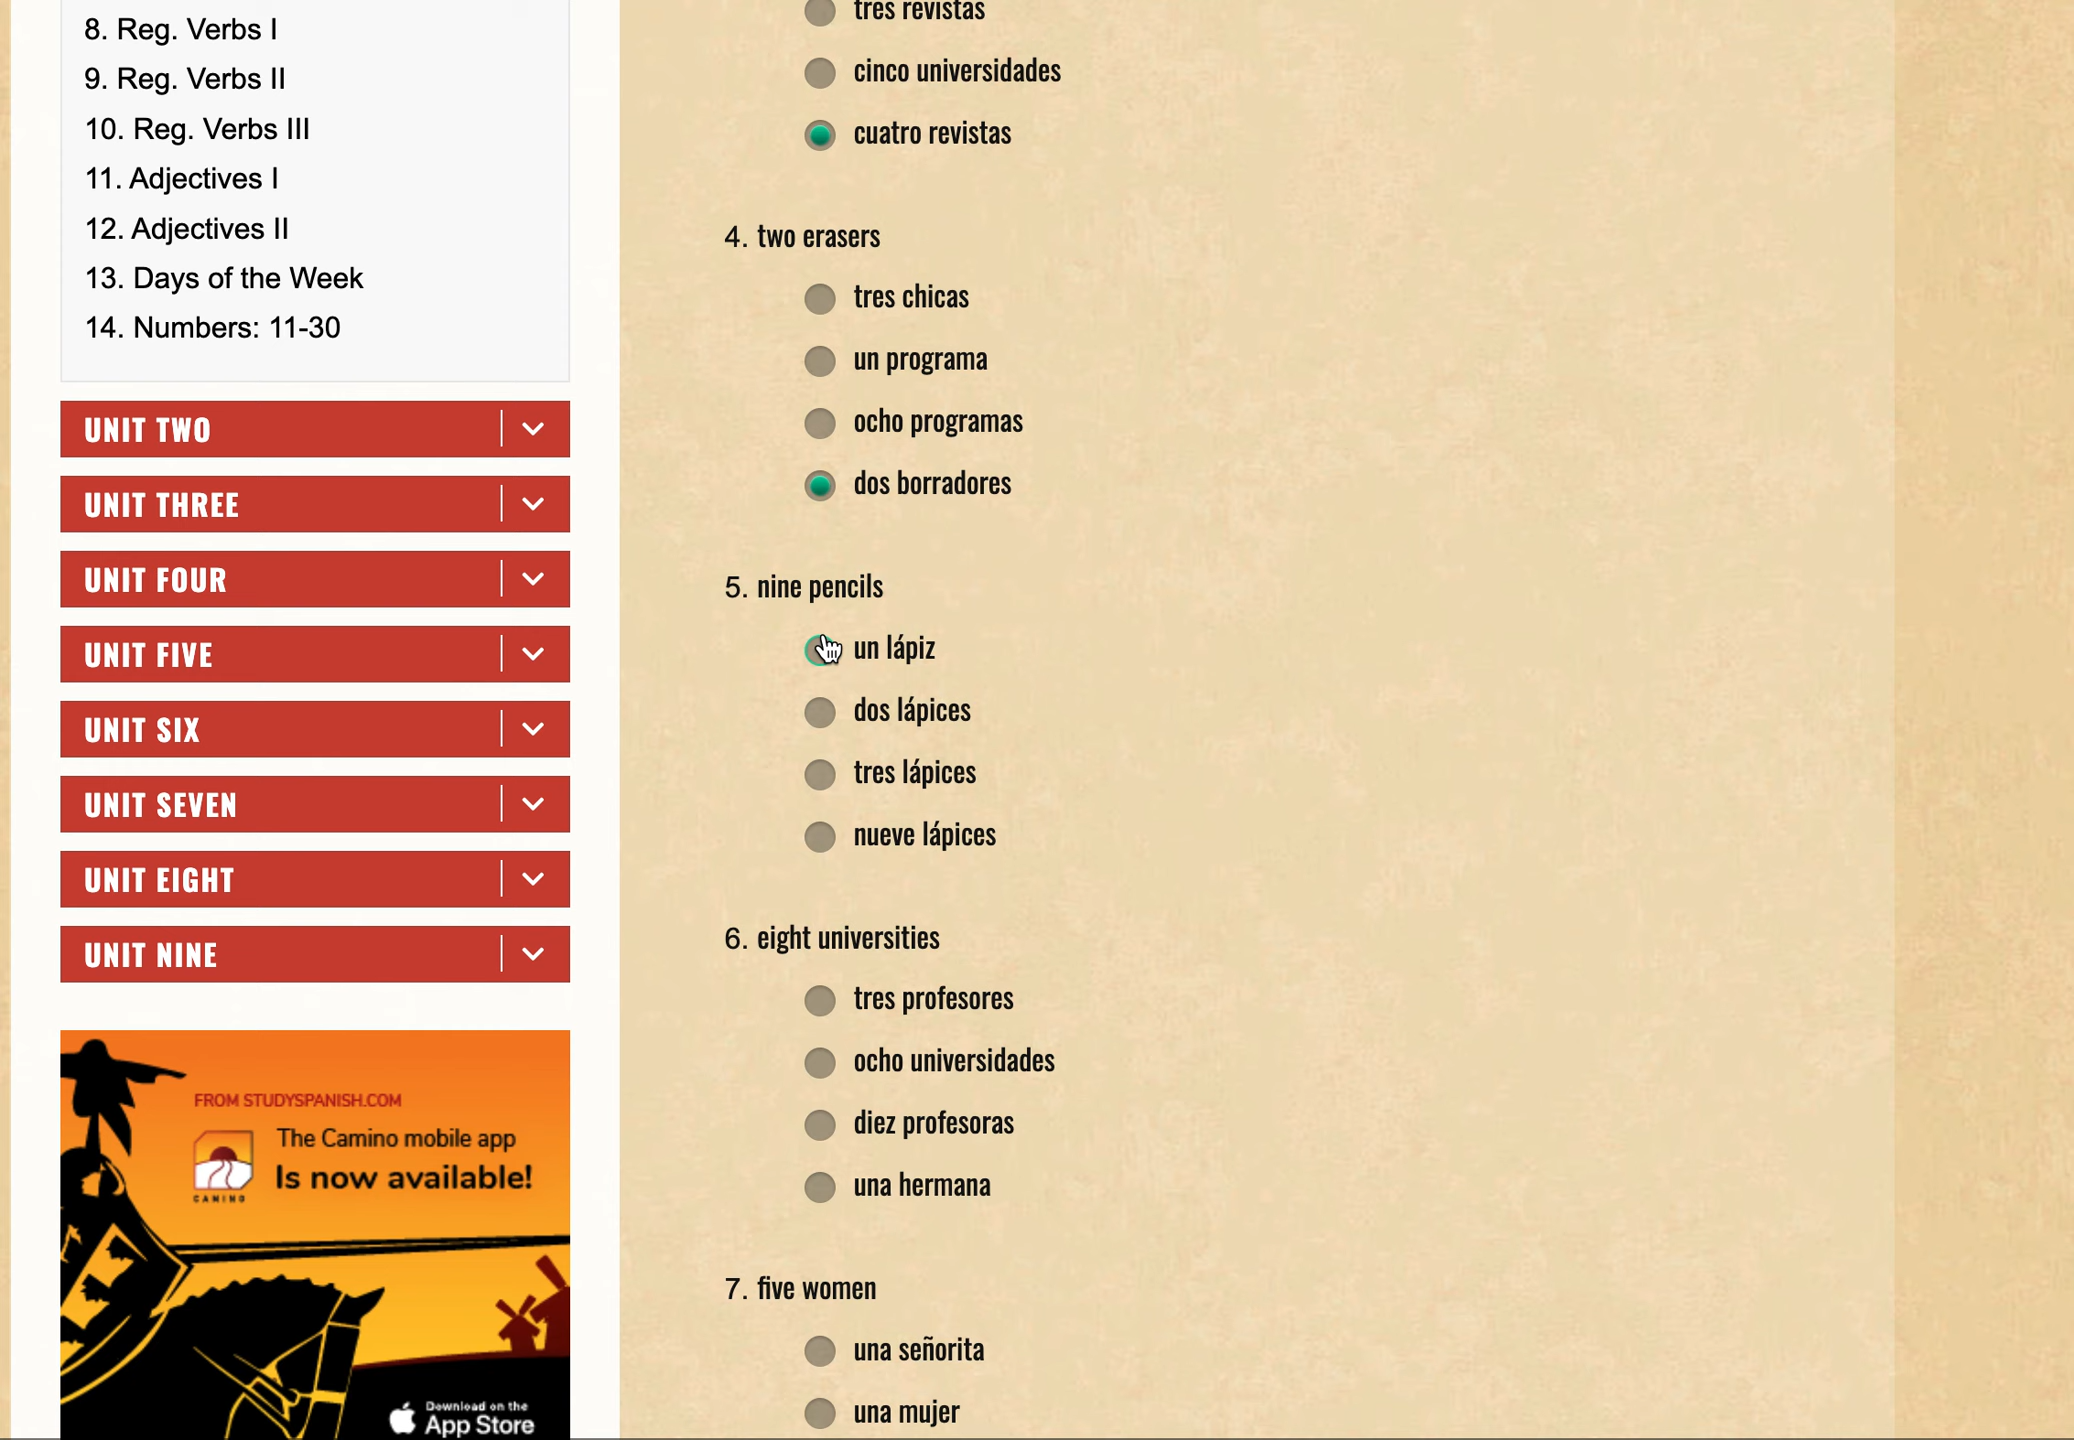 8. Reg. Verbs I
9. Reg. Verbs II
10. Reg. Verbs III
11. Adjectives I
12. Adjectives II
13. Days of the Week
14. Numbers: 11-30
UNIT TWO
UNIT THREE
UNIT FOUR
UNIT FIVE
UNIT SIX
UNIT SEVEN
UNIT EIGHT
UNIT NINE
FROM STUDYSPANISH.COM
The Camino mobile app
Is now available!
CAMINO
Download on the
App Store
tres revistas
cinco universidades
cuatro revistas
4. two erasers
tres chicas
un programa
ocho programas
dos borradores
5. nine pencils
un lápiz
dos lápices
tres lápices
nueve lápices
6. eight universities
tres profesores
ocho universidades
diez profesoras
una hermana
7. five women
una señorita
una mujer